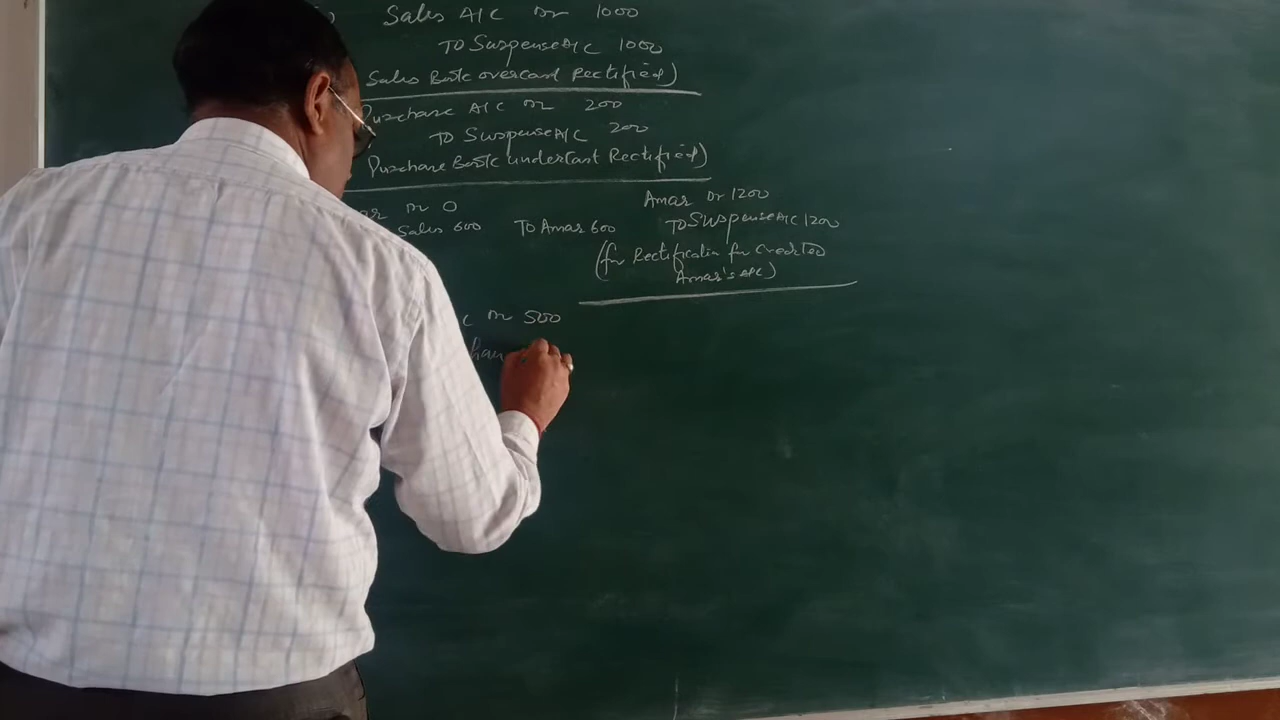 Sales A/C Dr 1000
To Suspense A/C 1000
Sales Book overcast Rectified)
Purchase A/C Dr 200
To Suspense A/C 200
Purchase Book undercast Rectified)
Amar Dr 1200
Dr 0
Sales 600 To Amar 600 To Suspense A/C 1200
(for Rectification for credited
Amar's A/C)
Dr 500